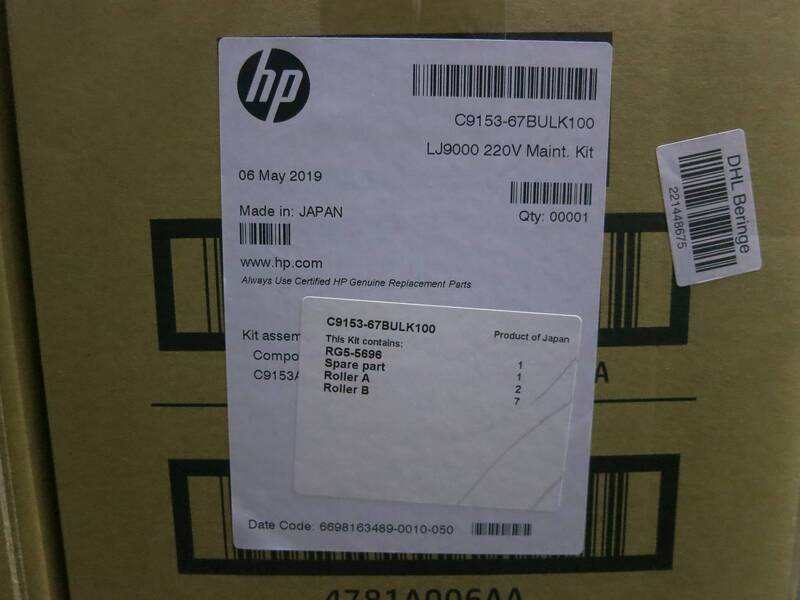 hp
C9153-67BULK100
LJ9000 220V Maint. Kit
06 May 2019
Made in: JAPAN
Qty: 00001
www.hp.com
Always Use Certified HP Genuine Replacement Parts
Kit assem
Compo
C9153A
C9153-67BULK100
Product of Japan
This Kit contains:
RG5-5696 1
Spare part 1
Roller A 2
Roller B 7
Date Code: 6698163489-0010-050
DHL Beringe
221448675
A
4781A006AA